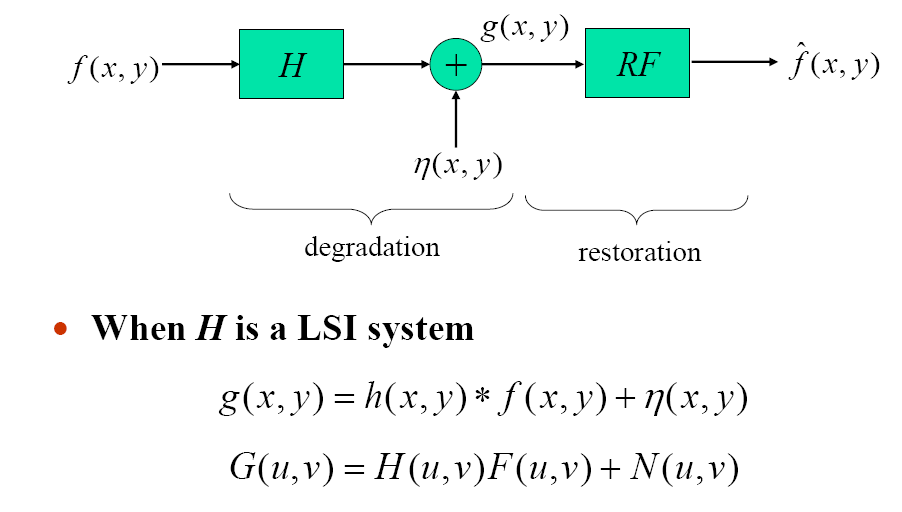 g(x, y)
f(x, y) H + RF f̂(x, y)
η(x, y)
degradation restoration
• When H is a LSI system
g(x, y) = h(x, y) * f(x, y) + η(x, y)
G(u, v) = H(u, v)F(u, v) + N(u, v)